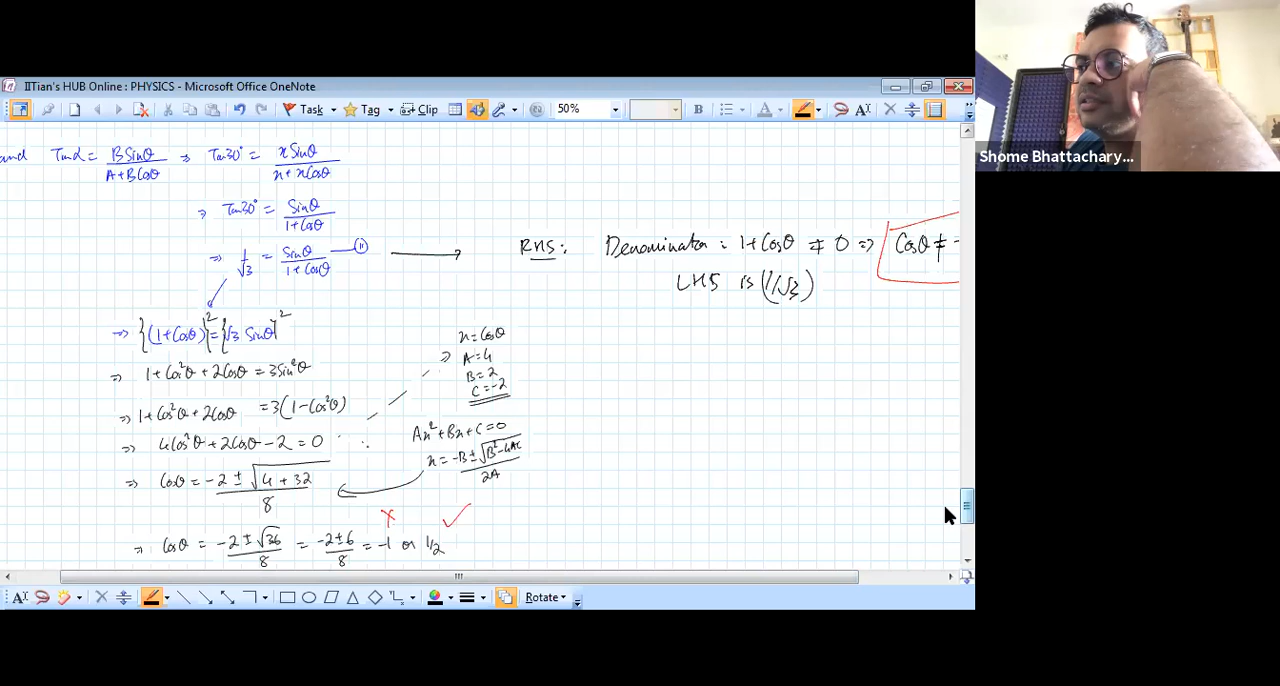 IITian's HUB Online : PHYSICS - Microsoft Office OneNote
Task Tag Clip 50% B A
Shome Bhattachary...
and Tanα = BSinθ / A+BCosθ ⇒ Tan30° = xSinθ / x+xCosθ
⇒ Tan30° = Sinθ / 1+Cosθ
⇒ 1/√3 = Sinθ / 1+Cosθ — II
RHS: Denominator : 1+Cosθ ≠ 0 ⇒ Cosθ ≠ -
LHS is (1/√3)
⇒ {(1+Cosθ)}² = {√3 Sinθ}²
⇒ 1+Cos²θ+2Cosθ = 3Sin²θ
⇒ 1+Cos²θ+2Cosθ = 3(1-Cos²θ)
⇒ 4Cos²θ+2Cosθ-2 = 0
⇒ x = Cosθ
A = 4
B = 2
C = -2
Ax²+Bx+C = 0
x = -B ± √B²-4AC / 2A
⇒ Cosθ = -2 ± √4+32 / 8
⇒ Cosθ = -2 ± √36 / 8 = -2±6 / 8 = -1 or 1/2
Rotate